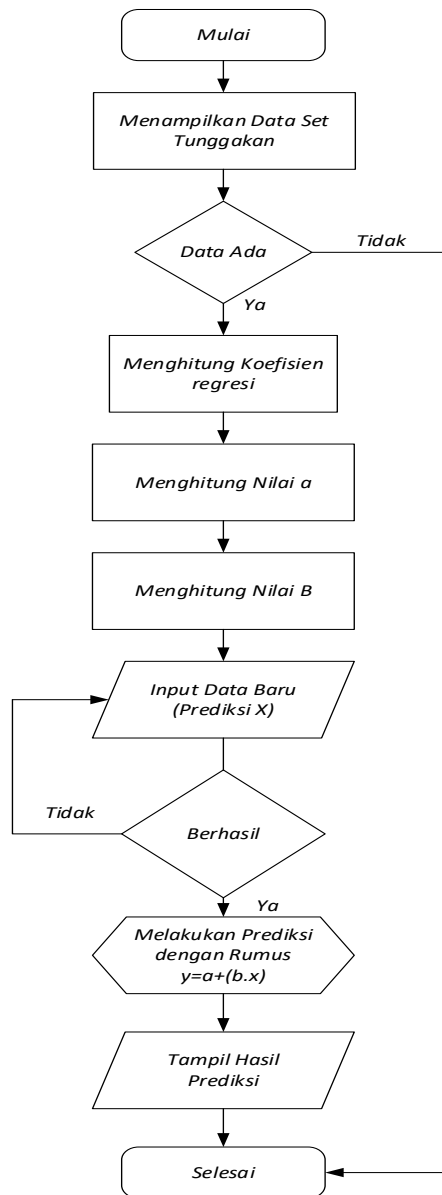 Mulai
Menampilkan Data Set
Tunggakan
Data Ada
Tidak
Ya
Menghitung Koefisien
regresi
Menghitung Nilai a
Menghitung Nilai B
Input Data Baru
(Prediksi X)
Tidak
Berhasil
Ya
Melakukan Prediksi
dengan Rumus
y=a+(b.x)
Tampil Hasil
Prediksi
Selesai